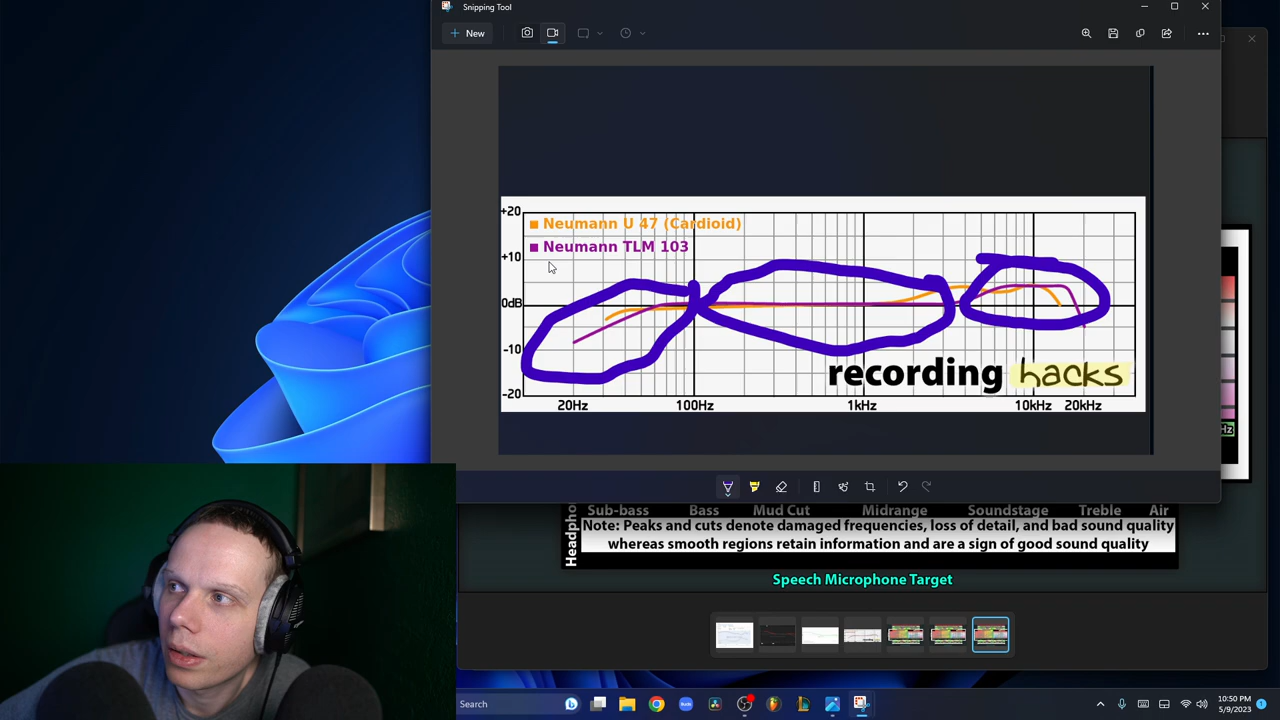 Snipping Tool
New
+20
Neumann U 47 (Cardioid)
Neumann TLM 103
+10
0dB
-10
-20
recording hacks
20Hz 100Hz 1kHz 10kHz 20kHz
Hz
Sub-bass Bass Mud Cut Midrange Soundstage Treble Air
Headpho
Note: Peaks and cuts denote damaged frequencies, loss of detail, and bad sound quality
whereas smooth regions retain information and are a sign of good sound quality
Speech Microphone Target
Search
10:50 PM
5/9/2023